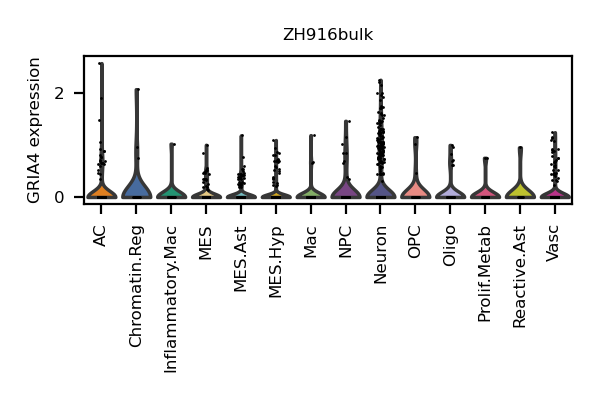 ZH916bulk
GRIA4 expression
2
0
AC
Chromatin.Reg
Inflammatory.Mac
MES
MES.Ast
MES.Hyp
Mac
NPC
Neuron
OPC
Oligo
Prolif.Metab
Reactive.Ast
Vasc